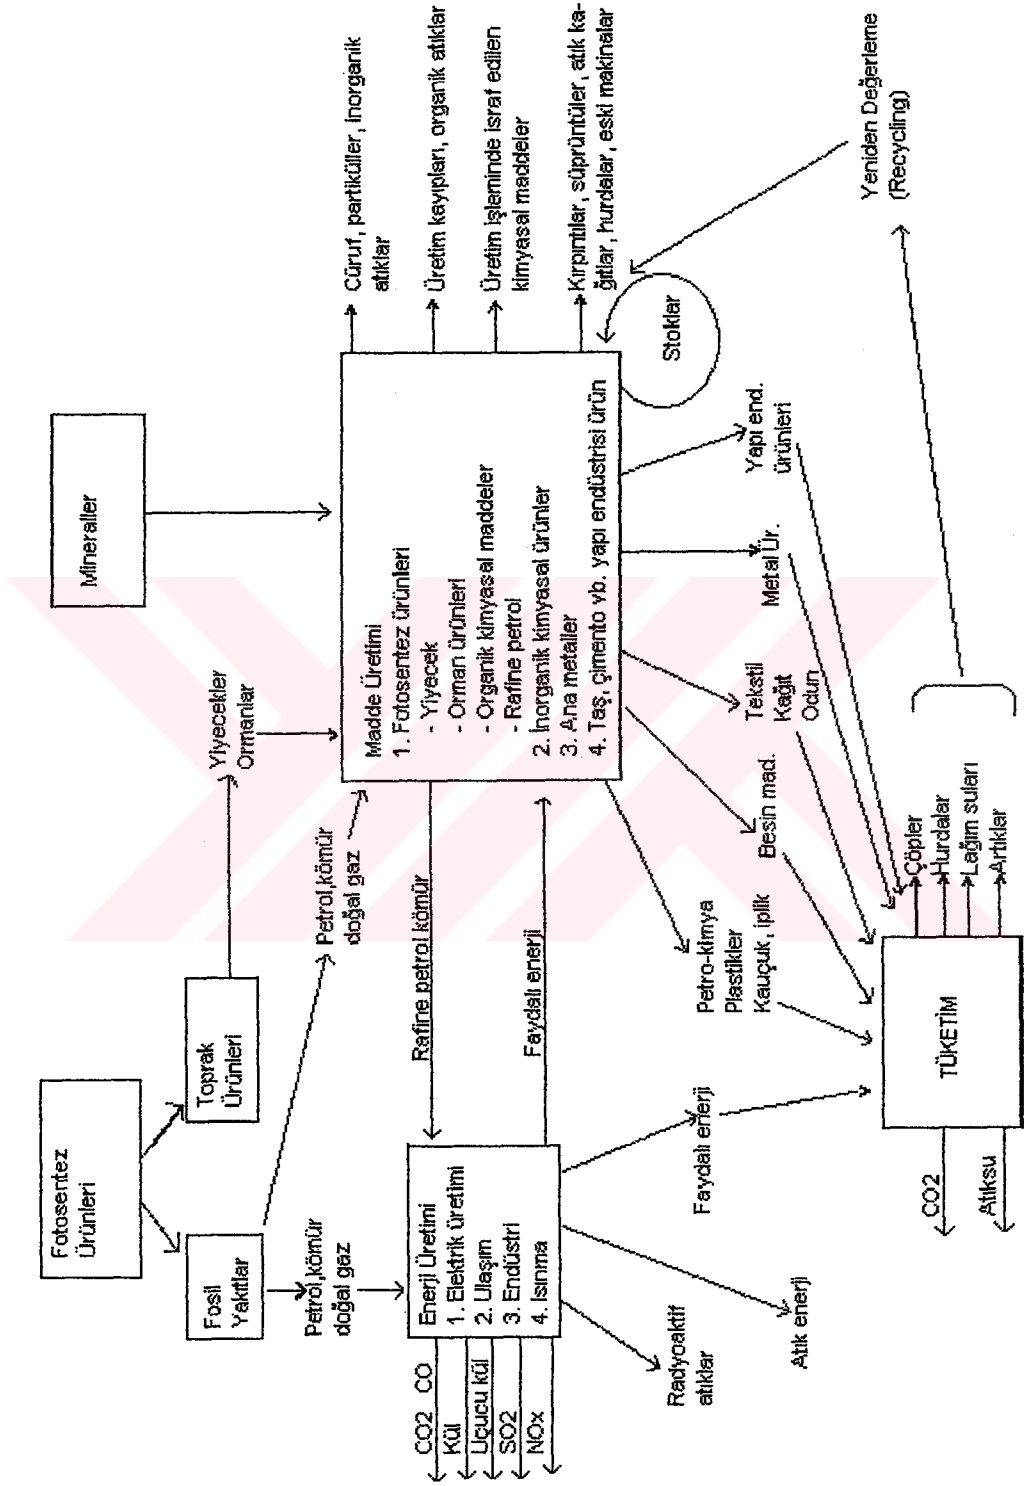 Fotosentez
Ürünleri
Mineraller
Fosil
Yakıtlar
Toprak
Ürünleri
Yiyecekler
Ormanlar
Petrol,kömür
doğal gaz
Petrol,kömür
doğal gaz
Enerji Üretimi
1. Elektrik üretimi
2. Ulaşım
3. Endüstri
4. Isınma
CO2 CO
Kül
Uçucu kül
SO2
NOx
Rafine petrol kömür
Faydalı enerji
Madde Üretimi
1. Fotosentez ürünleri
- Yiyecek
- Orman ürünleri
- Organik kimyasal maddeler
- Rafine petrol
2. İnorganik kimyasal ürünler
3. Ana metaller
4. Taş, çimento vb. yapı endüstrisi ürün
Cüruf, partiküller, inorganik
atıklar
Üretim kayıpları, organik atıklar
Üretim işleminde israf edilen
kimyasal maddeler
Kırpıntılar, süprüntüler, atık ka-
ğıtlar, hurdalar, eski makinalar
Stoklar
Radyoaktif
atıklar
Atık enerji
Faydalı enerji
Petro-kimya
Plastikler
Kauçuk, iplik
Besin mad.
Tekstil
Kağıt
Odun
Metal Ür.
Yapı end.
ürünleri
Yeniden Değerleme
(Recycling)
TÜKETİM
CO2
Atıksu
Çöpler
Hurdalar
Lağım suları
Artıklar